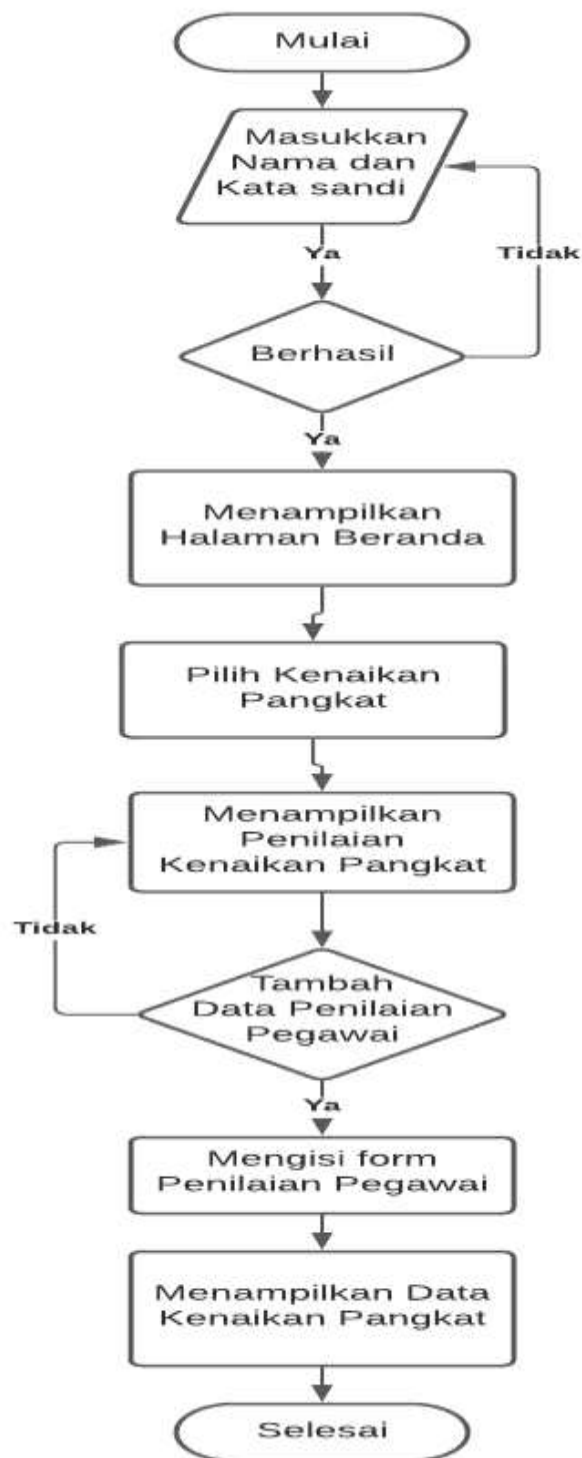 Mulai
Masukkan
Nama dan
Kata sandi
Ya
Tidak
Berhasil
Ya
Menampilkan
Halaman Beranda
Pilih Kenaikan
Pangkat
Menampilkan
Penilaian
Kenaikan Pangkat
Tidak
Tambah
Data Penilaian
Pegawai
Ya
Mengisi form
Penilaian Pegawai
Menampilkan Data
Kenaikan Pangkat
Selesai